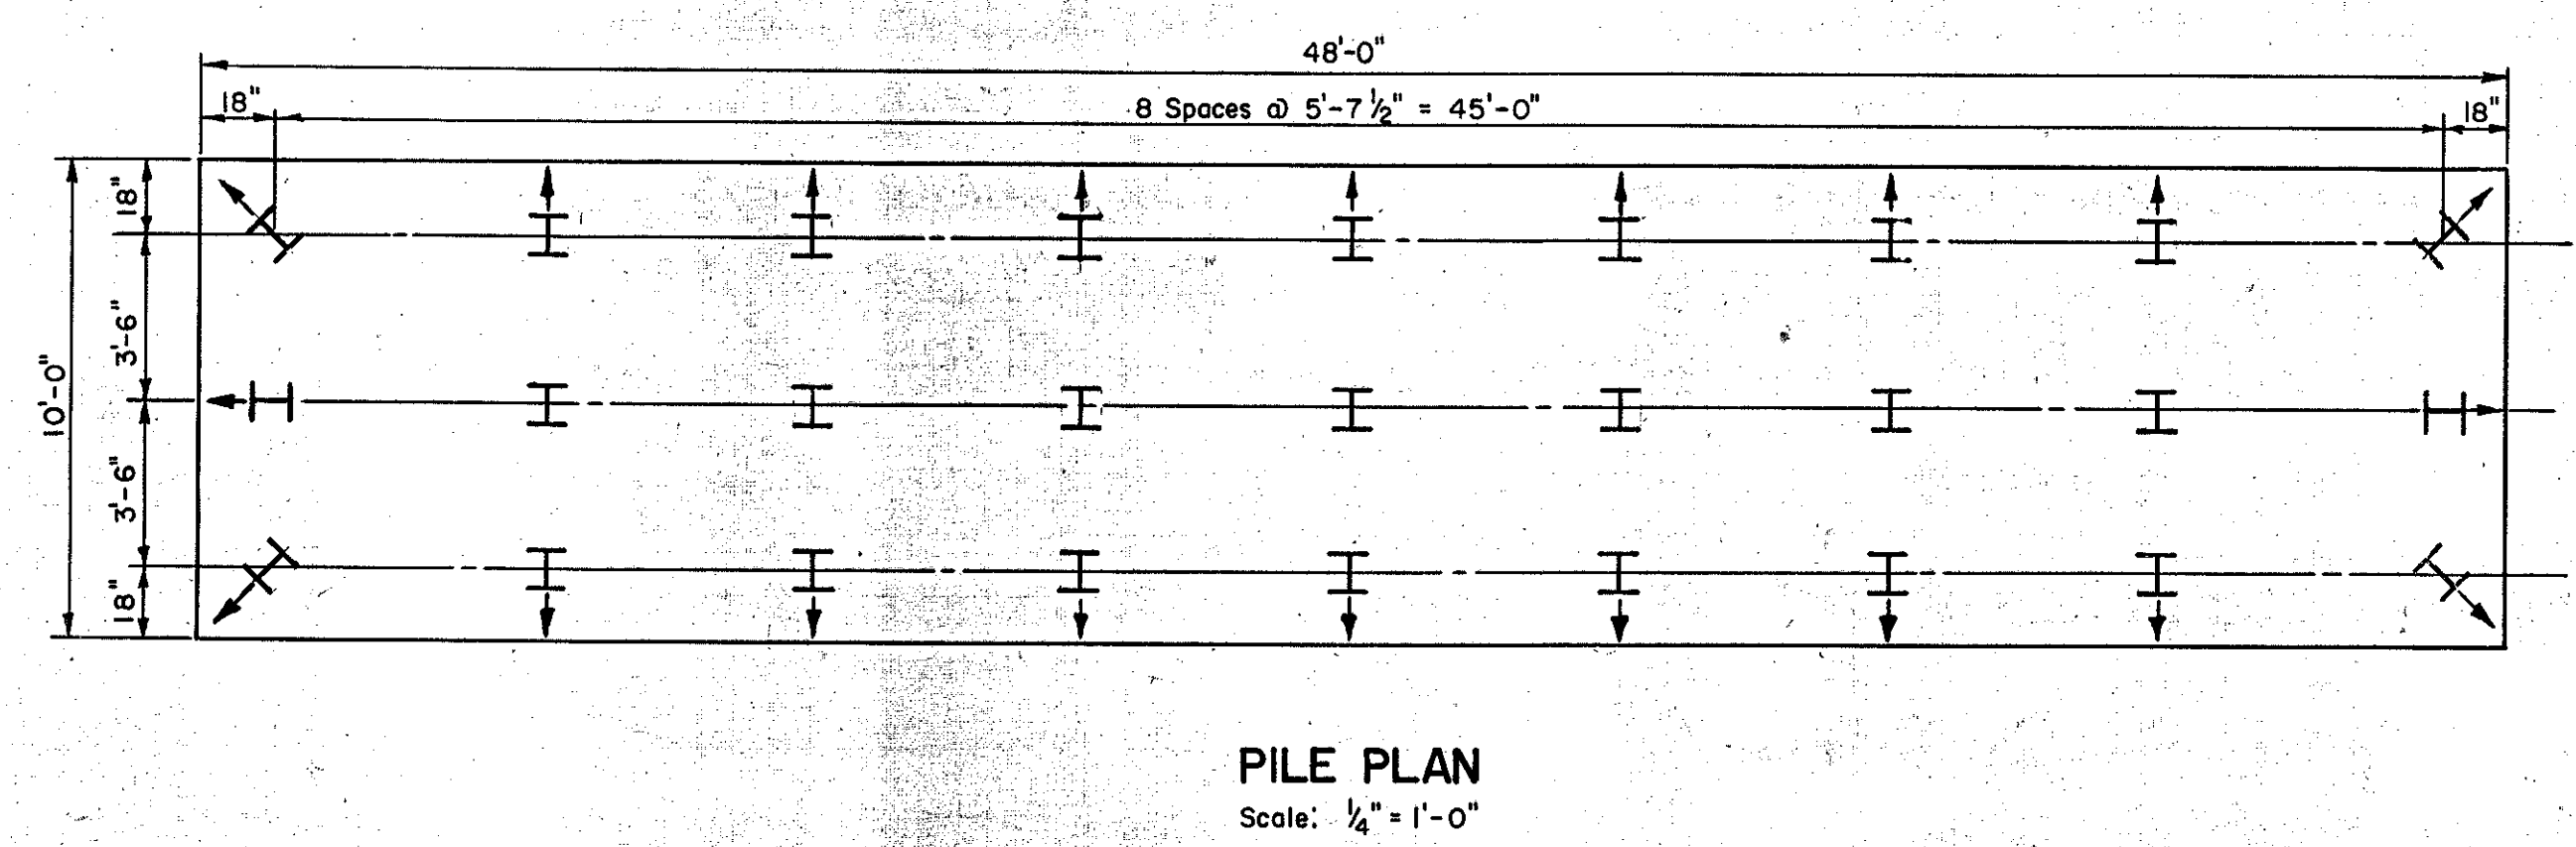 48'-0"
18"
8 Spaces @ 5'-7 1/2" = 45'-0"
18"
18"
3'-6"
10'-0"
3'-6"
18"
PILE PLAN
Scale: 1/4" = 1'-0"